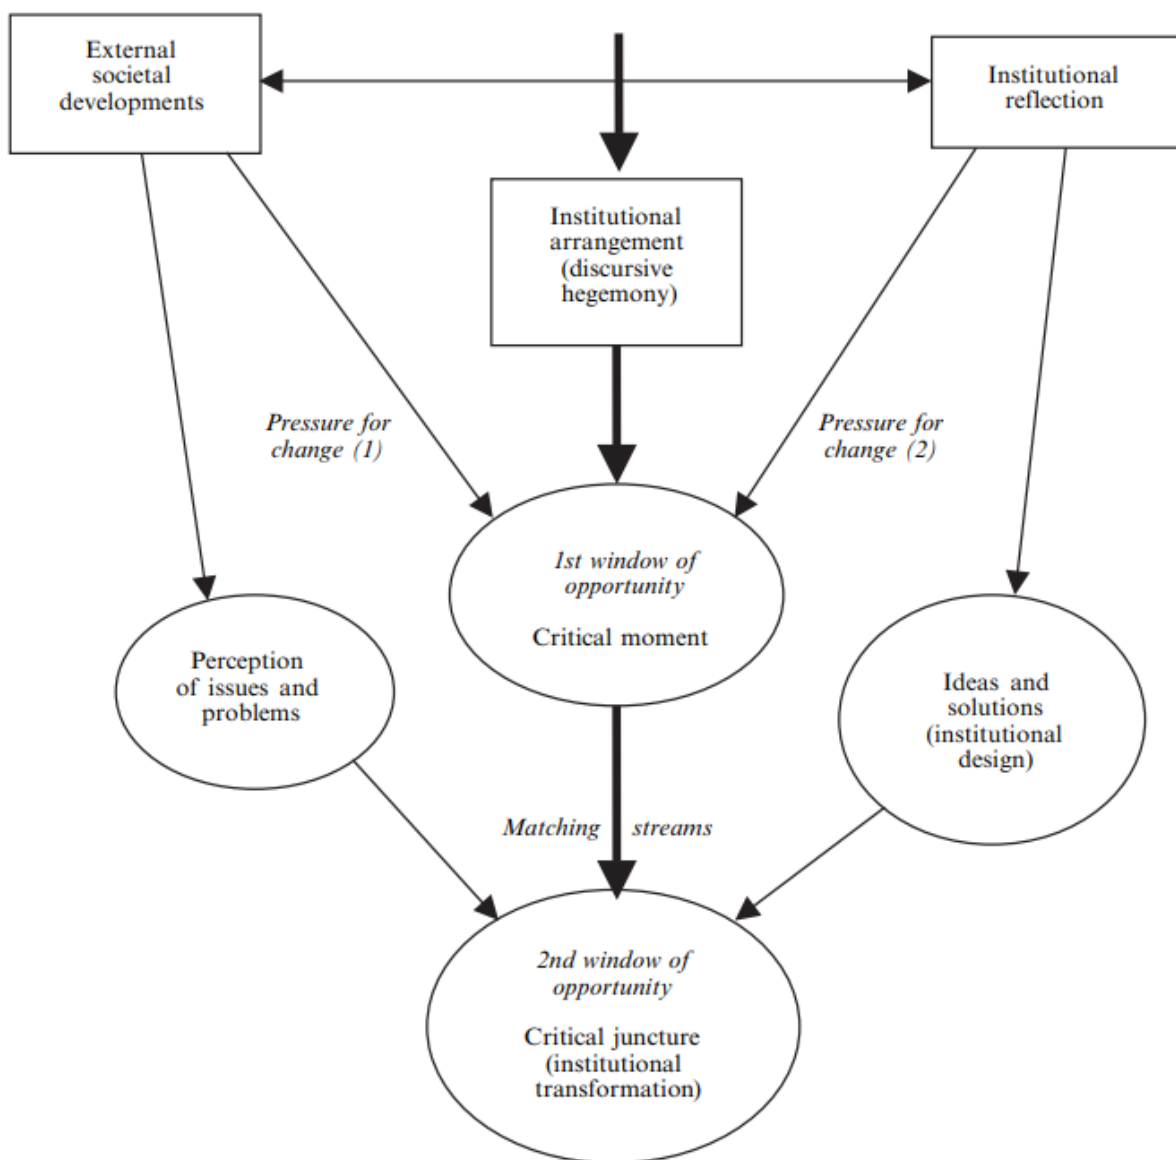 External
societal
developments
Institutional
reflection
Institutional
arrangement
(discursive
hegemony)
Pressure for
change (1)
Pressure for
change (2)
1st window of
opportunity
Critical moment
Perception
of issues and
problems
Ideas and
solutions
(institutional
design)
Matching streams
2nd window of
opportunity
Critical juncture
(institutional
transformation)